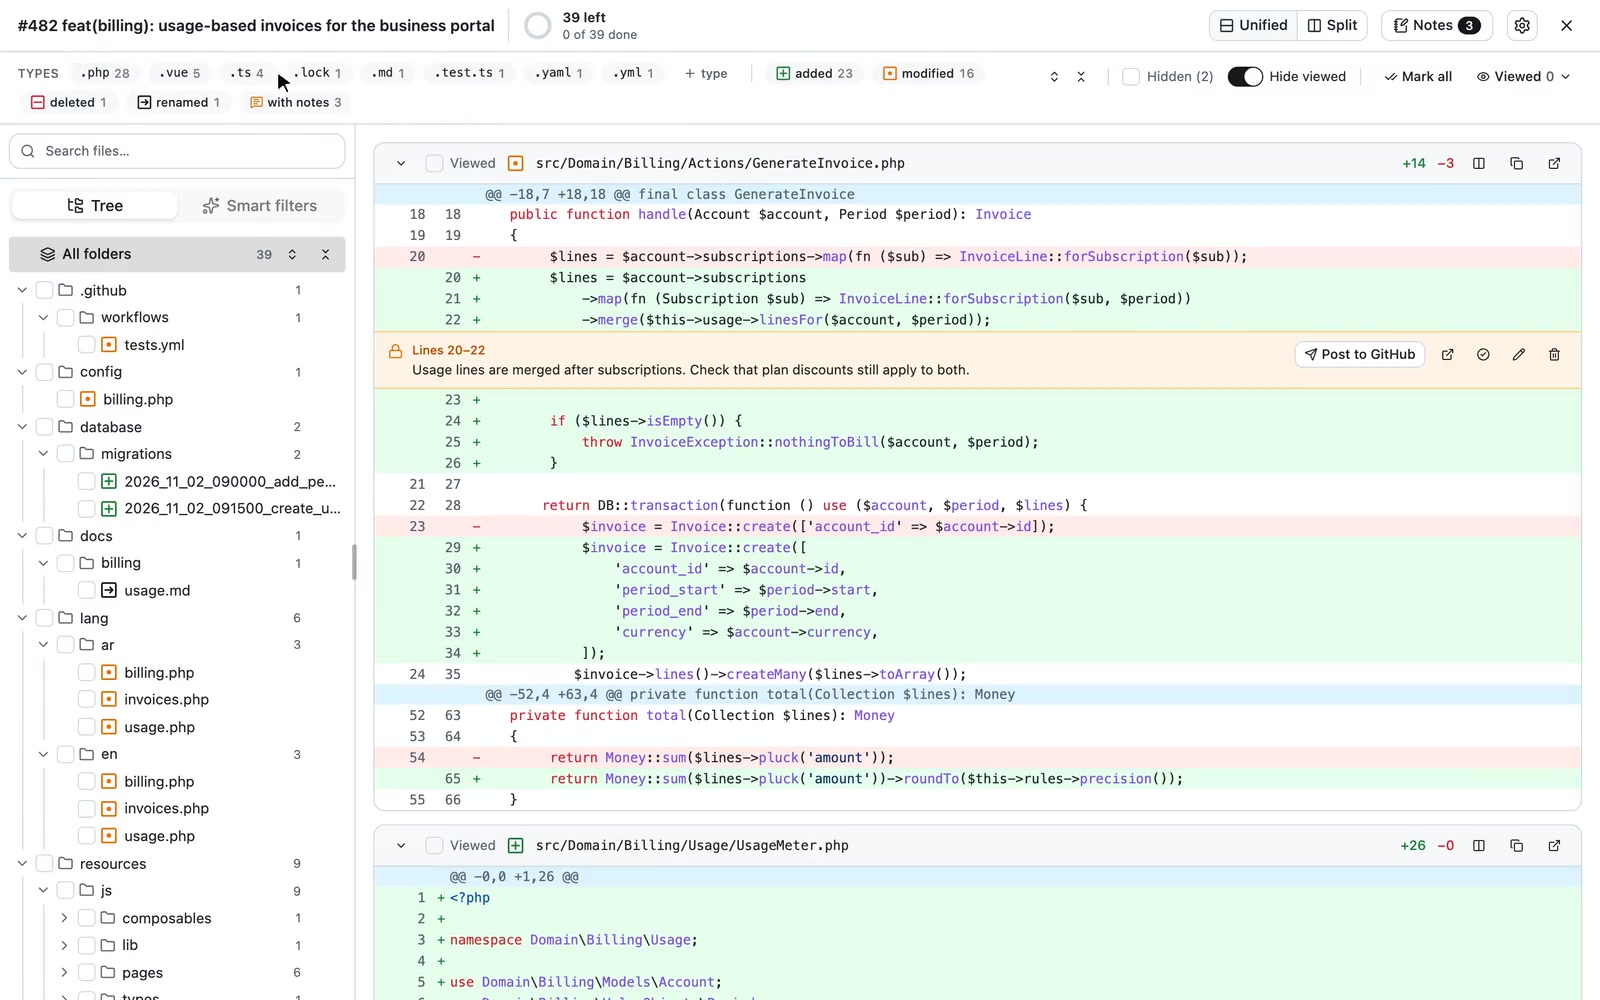 #482 feat(billing): usage-based invoices for the business portal
39 left
0 of 39 done
Unified Split Notes 3
TYPES .php 28 .vue 5 .ts 4 .lock 1 .md 1 .test.ts 1 .yaml 1 .yml 1 + type added 23 modified 16 Hidden (2) Hide viewed Mark all Viewed 0
deleted 1 renamed 1 with notes 3
Search files...
Tree Smart filters
All folders 39
.github 1
workflows 1
tests.yml
config 1
billing.php
database 2
migrations 2
2026_11_02_090000_add_pe...
2026_11_02_091500_create_u...
docs 1
billing 1
usage.md
lang 6
ar 3
billing.php
invoices.php
usage.php
en 3
billing.php
invoices.php
usage.php
resources 9
js 9
composables 1
lib 1
pages 6
types 1
Viewed src/Domain/Billing/Actions/GenerateInvoice.php +14 −3
@@ -18,7 +18,18 @@ final class GenerateInvoice
18 18 public function handle(Account $account, Period $period): Invoice
19 19 {
20 - $lines = $account->subscriptions->map(fn ($sub) => InvoiceLine::forSubscription($sub));
20 + $lines = $account->subscriptions
21 + ->map(fn (Subscription $sub) => InvoiceLine::forSubscription($sub, $period))
22 + ->merge($this->usage->linesFor($account, $period));
Lines 20–22
Usage lines are merged after subscriptions. Check that plan discounts still apply to both.
Post to GitHub
23 +
24 + if ($lines->isEmpty()) {
25 + throw InvoiceException::nothingToBill($account, $period);
26 + }
21 27
22 28 return DB::transaction(function () use ($account, $period, $lines) {
23 - $invoice = Invoice::create(['account_id' => $account->id]);
29 + $invoice = Invoice::create([
30 + 'account_id' => $account->id,
31 + 'period_start' => $period->start,
32 + 'period_end' => $period->end,
33 + 'currency' => $account->currency,
34 + ]);
24 35 $invoice->lines()->createMany($lines->toArray());
@@ -52,4 +63,4 @@ private function total(Collection $lines): Money
52 63 private function total(Collection $lines): Money
53 64 {
54 - return Money::sum($lines->pluck('amount'));
65 + return Money::sum($lines->pluck('amount'))->roundTo($this->rules->precision());
55 66 }
Viewed src/Domain/Billing/Usage/UsageMeter.php +26 −0
@@ -0,0 +1,26 @@
1 + <?php
2 +
3 + namespace Domain\Billing\Usage;
4 +
5 + use Domain\Billing\Models\Account;